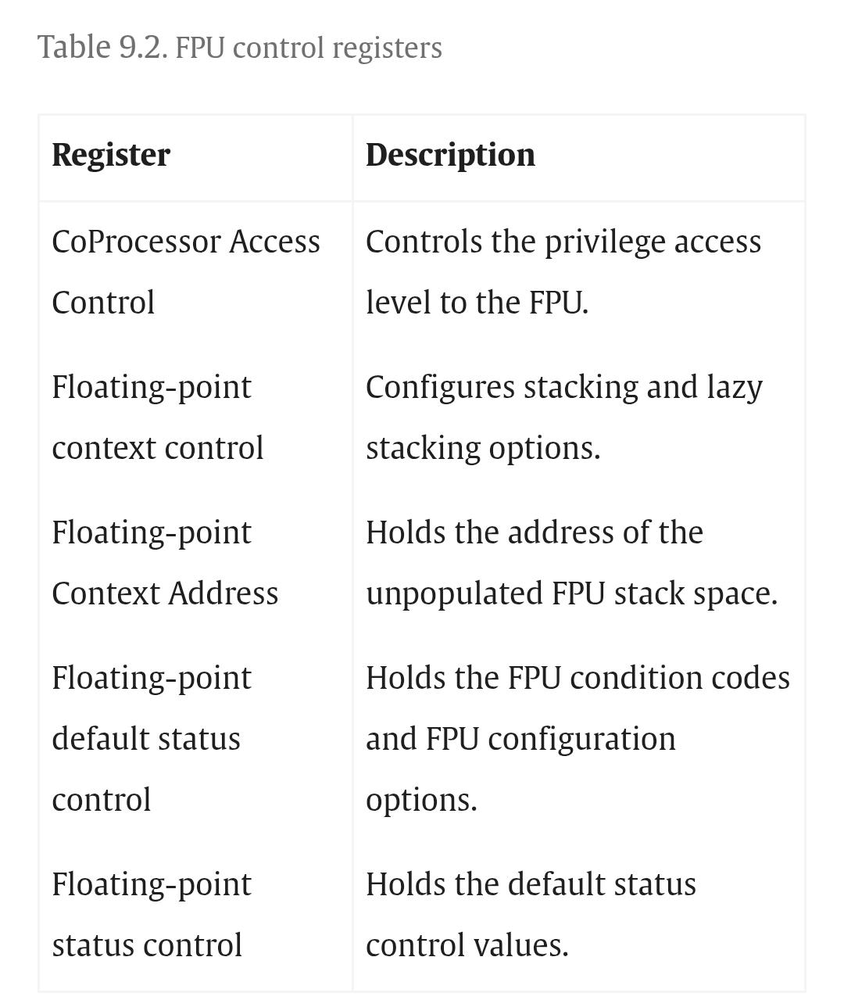 Table 9.2. FPU control registers
Register
Description
CoProcessor Access
Control
Controls the privilege access
level to the FPU.
Floating-point
context control
Configures stacking and lazy
stacking options.
Floating-point
Context Address
Holds the address of the
unpopulated FPU stack space.
Floating-point
default status
control
Holds the FPU condition codes
and FPU configuration
options.
Floating-point
status control
Holds the default status
control values.